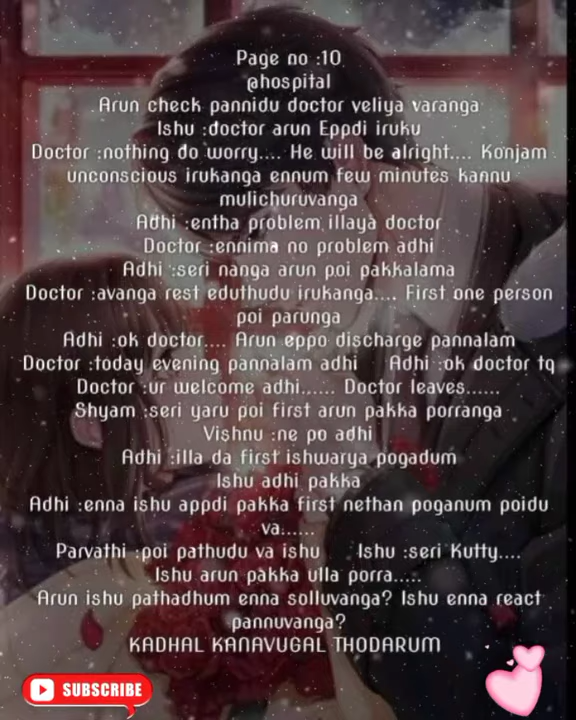 Page no :10
@hospital
Arun check pannidu doctor veliya varanga
Ishu :doctor arun Eppdi iruku
Doctor :nothing do worry.... He will be alright.... Konjam
unconscious irukanga ennum few minutes kannu
mulichuruvanga
Adhi :entha problem illaya doctor
Doctor :ennima no problem adhi
Adhi :seri nanga arun poi pakkalama
Doctor :avanga rest eduthudu irukanga.... First one person
poi parunga
Adhi :ok doctor.... Arun eppo discharge pannalam
Doctor :today evening pannalam adhi Adhi :ok doctor tq
Doctor :ur welcome adhi...... Doctor leaves......
Shyam :seri yaru poi first arun pakka porranga
Vishnu :ne po adhi
Adhi :illa da first ishwarya pogadum
Ishu adhi pakka
Adhi :enna ishu appdi pakka first nethan poganum poidu
va......
Parvathi :poi pathudu va ishu Ishu :seri Kutty....
Ishu arun pakka ulla porra.....
Arun ishu pathadhum enna solluvanga? Ishu enna react
pannuvanga?
KADHAL KANAVUGAL THODARUM
SUBSCRIBE